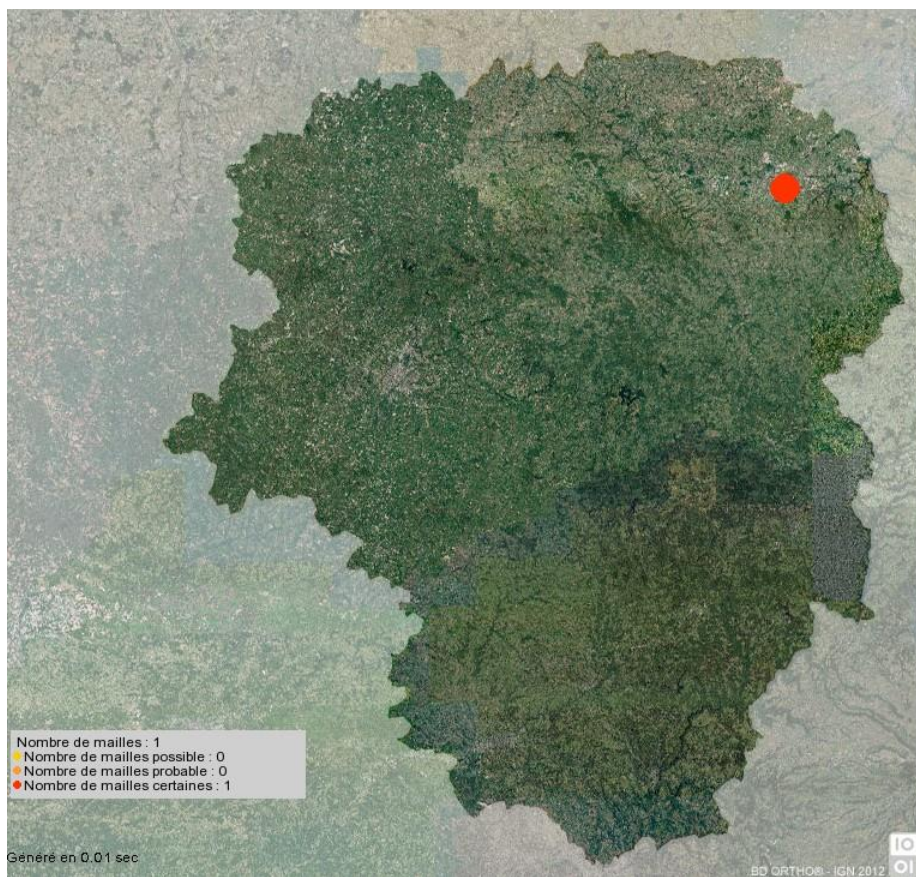 Nombre de mailles : 1
Nombre de mailles possible : 0
Nombre de mailles probable : 0
Nombre de mailles certaines : 1
Généré en 0.01 sec
BD ORTHO® - IGN 2012